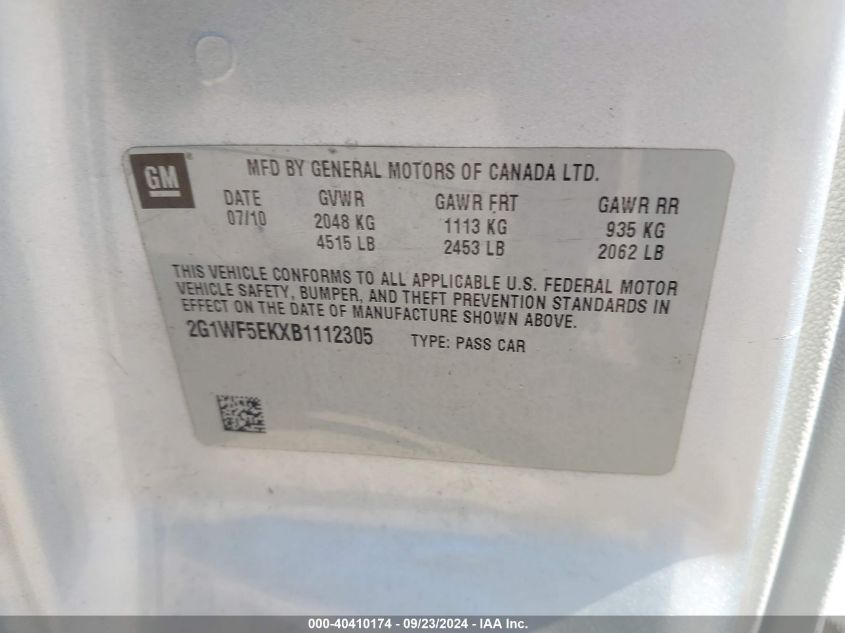 GM ®
MFD BY GENERAL MOTORS OF CANADA LTD.
DATE GVWR GAWR FRT GAWR RR
07/10 2048 KG 1113 KG 935 KG
4515 LB 2453 LB 2062 LB
THIS VEHICLE CONFORMS TO ALL APPLICABLE U.S. FEDERAL MOTOR
VEHICLE SAFETY, BUMPER, AND THEFT PREVENTION STANDARDS IN
EFFECT ON THE DATE OF MANUFACTURE SHOWN ABOVE.
2G1WF5EKXB1112305 TYPE: PASS CAR
000-40410174 - 09/23/2024 - IAA Inc.